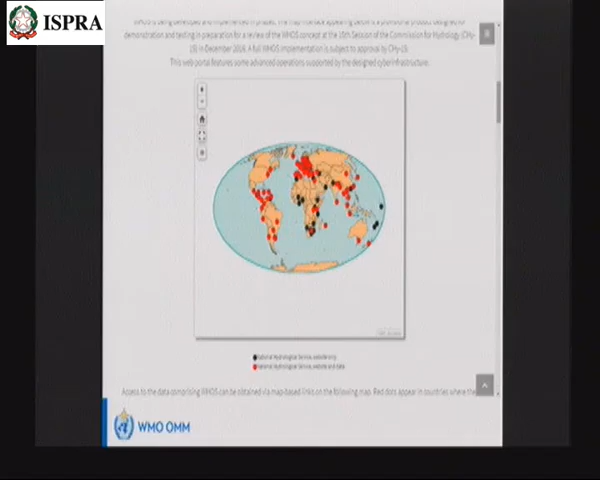 ISPRA
WHOS is being developed and implemented in phases. The map interface appearing below is a
demonstration and testing in preparation for a review of the WHOS concept at the 15th Session of the Commission for Hydrology (CHy-
15) in December 2016. A full WHOS implementation is subject to approval by CHy-15.
This web portal features some advanced operations supported by the designed cyber-infrastructure.
National Hydrological Service, website only
National Hydrological Service, website and data
Access to the data comprising WHOS can be obtained via map-based links on the following map. Red dots appear in countries where the
WMO OMM